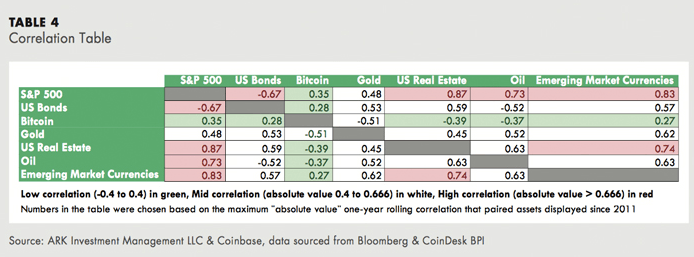 TABLE 4
Correlation Table
S&P 500 US Bonds Bitcoin Gold US Real Estate Oil Emerging Market Currencies
S&P 500 -0.67 0.35 0.48 0.87 0.73 0.83
US Bonds -0.67 0.28 0.53 0.59 -0.52 0.57
Bitcoin 0.35 0.28 -0.51 -0.39 -0.37 0.27
Gold 0.48 0.53 -0.51 0.45 0.52 0.62
US Real Estate 0.87 0.59 -0.39 0.45 0.63 0.74
Oil 0.73 -0.52 -0.37 0.52 0.63 0.63
Emerging Market Currencies 0.83 0.57 0.27 0.62 0.74 0.63
Low correlation (-0.4 to 0.4) in green, Mid correlation (absolute value 0.4 to 0.666) in white, High correlation (absolute value > 0.666) in red
Numbers in the table were chosen based on the maximum "absolute value" one-year rolling correlation that paired assets displayed since 2011
Source: ARK Investment Management LLC & Coinbase, data sourced from Bloomberg & CoinDesk BPI